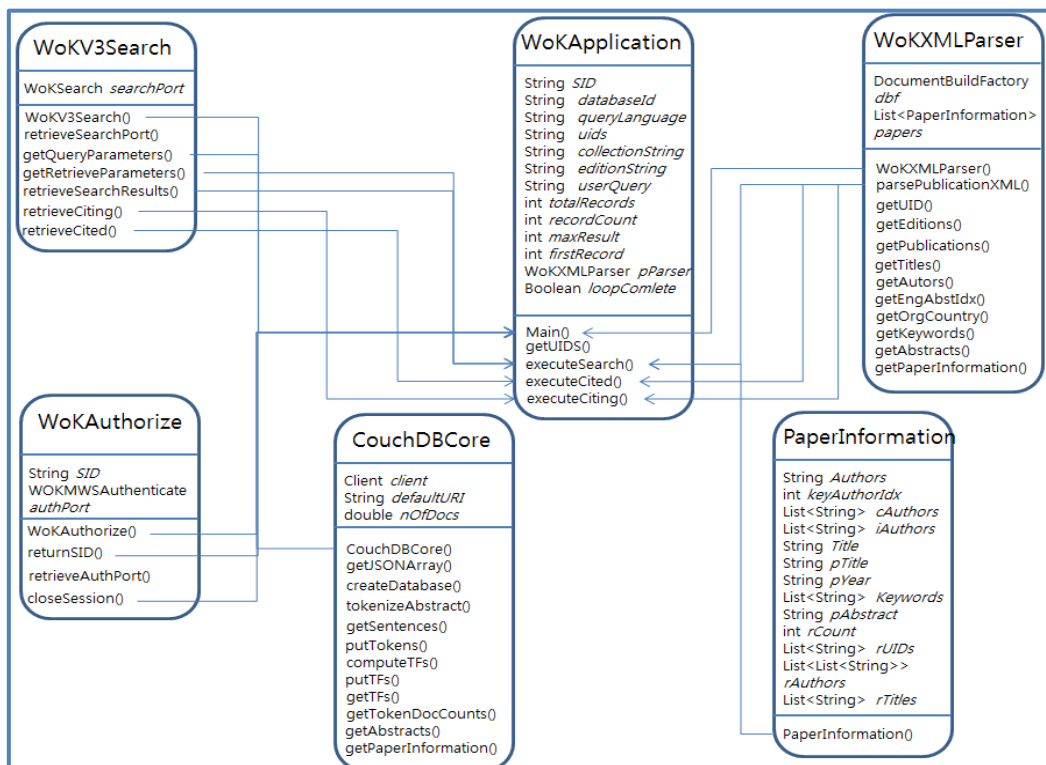 WoKV3Search
WoKSearch searchPort
WoKV3Search()
retrieveSearchPort()
getQueryParameters()
getRetrieveParameters()
retrieveSearchResults()
retrieveCiting()
retrieveCited()
WoKApplication
String SID
String databaseId
String queryLanguage
String uids
String collectionString
String editionString
String userQuery
int totalRecords
int recordCount
int maxResult
int firstRecord
WoKXMLParser pParser
Boolean loopComlete
Main()
getUIDS()
executeSearch()
executeCited()
executeCiting()
WoKXMLParser
DocumentBuildFactory
dbf
List<PaperInformation>
papers
WoKXMLParser()
parsePublicationXML()
getUID()
getEditions()
getPublications()
getTitles()
getAutors()
getEngAbstIdx()
getOrgCountry()
getKeywords()
getAbstracts()
getPaperInformation()
WoKAuthorize
String SID
WOKMWSAuthenticate
authPort
WoKAuthorize()
returnSID()
retrieveAuthPort()
closeSession()
CouchDBCore
Client client
String defaultURI
double nOfDocs
CouchDBCore()
getJSONArray()
createDatabase()
tokenizeAbstract()
getSentences()
putTokens()
computeTFs()
putTFs()
getTFs()
getTokenDocCounts()
getAbstracts()
getPaperInformation()
PaperInformation
String Authors
int keyAuthorIdx
List<String> cAuthors
List<String> iAuthors
String Title
String pTitle
String pYear
List<String> Keywords
String pAbstract
int rCount
List<String> rUIDs
List<List<String>>
rAuthors
List<String> rTitles
PaperInformation()